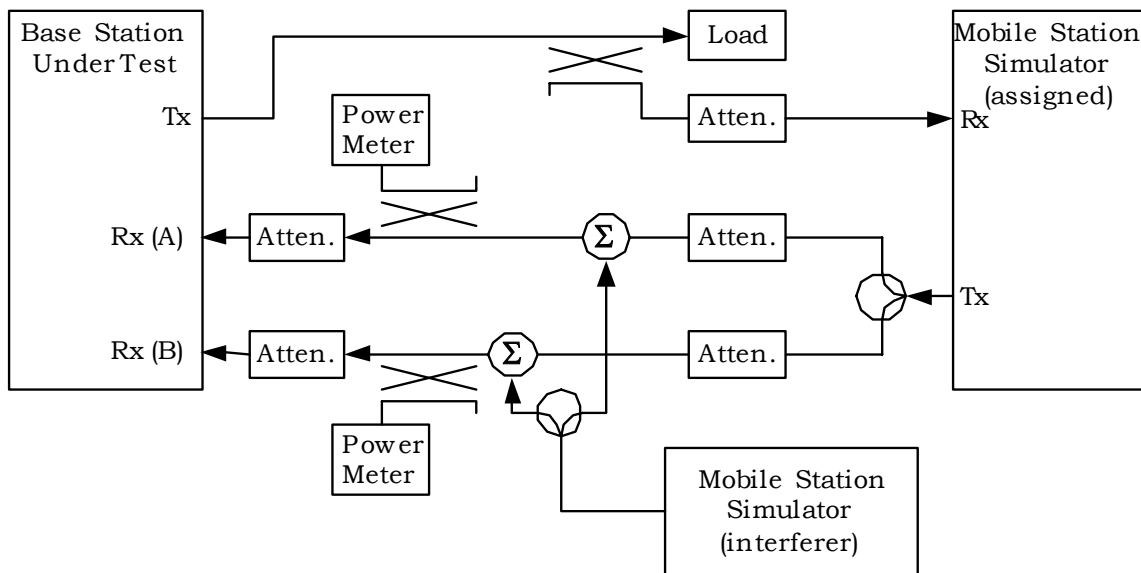 Base Station
Under Test
Tx
Rx (A)
Rx (B)
Load
Power
Meter
Atten.
Mobile Station
Simulator
(assigned)
Rx
Tx
Atten.
Σ
Atten.
Atten.
Σ
Atten.
Power
Meter
Mobile Station
Simulator
(interferer)